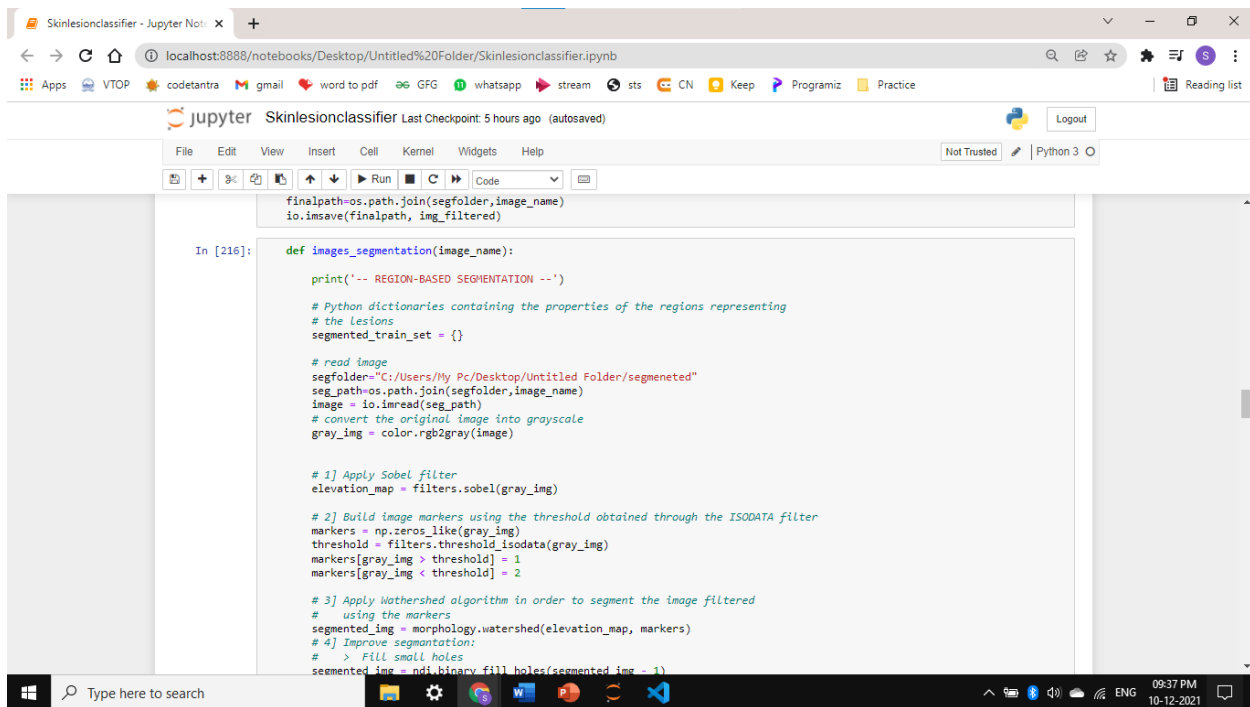 Skinlesionclassifier - Jupyter Note
localhost:8888/notebooks/Desktop/Untitled%20Folder/Skinlesionclassifier.ipynb
S
Apps VTOP codetantra gmail word to pdf GFG whatsapp stream sts CN Keep Programiz Practice Reading list
jupyter Skinlesionclassifier Last Checkpoint: 5 hours ago (autosaved) Logout
File Edit View Insert Cell Kernel Widgets Help Not Trusted Python 3
Run Code
finalpath=os.path.join(segfolder,image_name)
io.imsave(finalpath, img_filtered)
In [216]: def images_segmentation(image_name):
print('-- REGION-BASED SEGMENTATION --')
# Python dictionaries containing the properties of the regions representing
# the lesions
segmented_train_set = {}
# read image
segfolder="C:/Users/My Pc/Desktop/Untitled Folder/segmeneted"
seg_path=os.path.join(segfolder,image_name)
image = io.imread(seg_path)
# convert the original image into grayscale
gray_img = color.rgb2gray(image)
# 1] Apply Sobel filter
elevation_map = filters.sobel(gray_img)
# 2] Build image markers using the threshold obtained through the ISODATA filter
markers = np.zeros_like(gray_img)
threshold = filters.threshold_isodata(gray_img)
markers[gray_img > threshold] = 1
markers[gray_img < threshold] = 2
# 3] Apply Wathershed algorithm in order to segment the image filtered
# using the markers
segmented_img = morphology.watershed(elevation_map, markers)
# 4] Improve segmantation:
# > Fill small holes
segmented_img = ndi.binary_fill_holes(segmented_img - 1)
Type here to search ENG 09:37 PM
10-12-2021